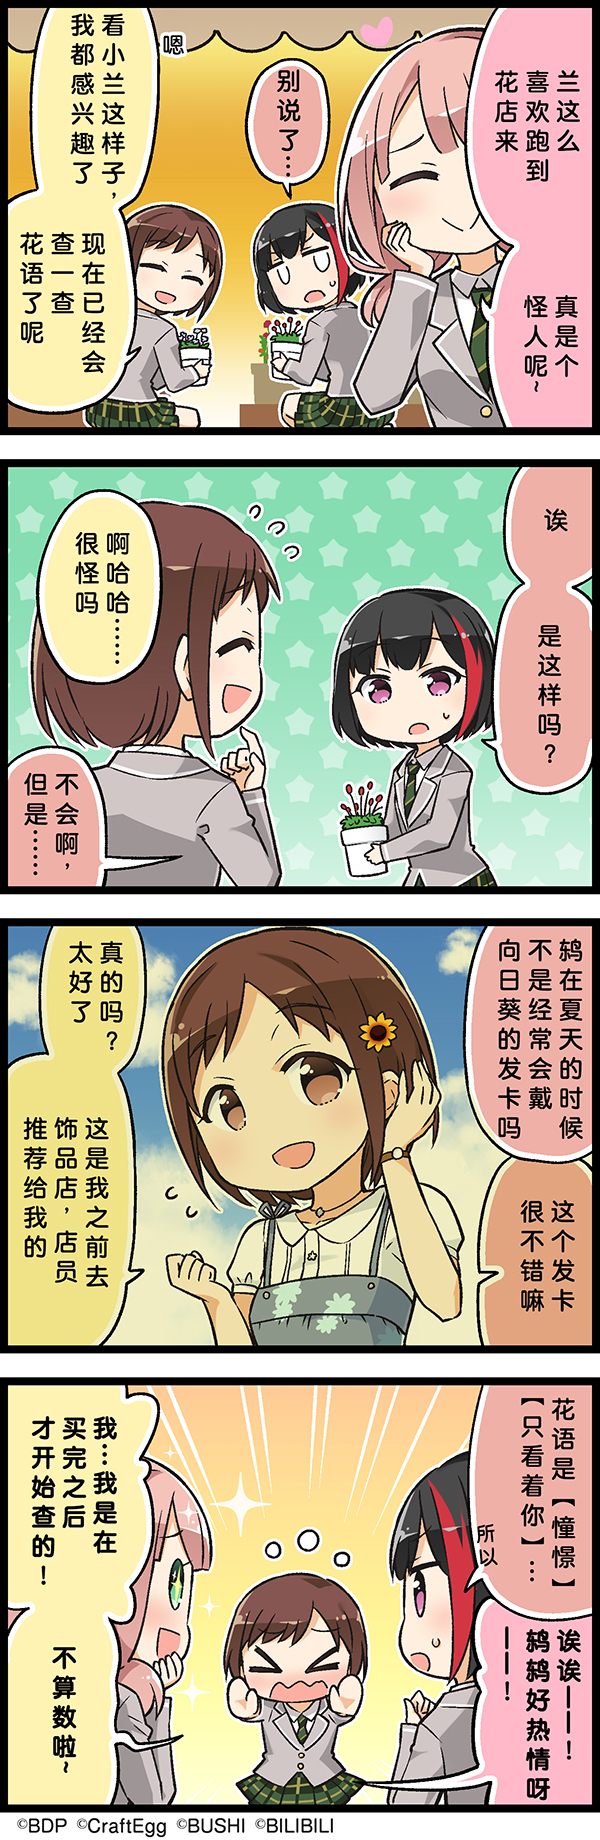 兰这么
喜欢跑到
花店来
真是个
怪人呢~
别说了…
嗯
看小兰这样子，
我都感兴趣了
现在已经会
查一查
花语了呢
诶
是这样吗？
啊哈哈……
很怪吗
不会啊，
但是……
鸫在夏天的时候
不是经常会戴
向日葵的发卡吗
这个发卡
很不错嘛
真的吗？
太好了
这是我之前去
饰品店，店员
推荐给我的
花语是【憧憬】
【只看着你】…
所以
诶诶——！
鸫鸫好热情呀
——！
我…我是在
买完之后
才开始查的！
不算数啦~
©BDP ©CraftEgg ©BUSHI ©BILIBILI